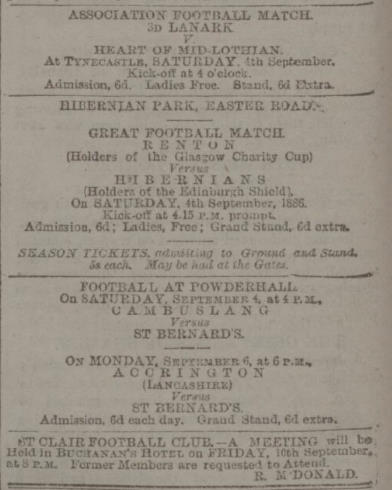 ASSOCIATION FOOTBALL MATCH.
3D LANARK
V.
HEART OF MID-LOTHIAN.
At TYNECASTLE, SATURDAY, 4th September.
Kick-off at 4 o'clock.
Admission, 6d. Ladies Free. Stand, 6d Extra.
HIBERNIAN PARK, EASTER ROAD.
GREAT FOOTBALL MATCH
RENTON
(Holders of the Glasgow Charity Cup)
Versus
HIBERNIANS
(Holders of the Edinburgh Shield),
On SATURDAY, 4th September, 1886.
Kick-off at 4.15 P.M. prompt.
Admission, 6d; Ladies, Free; Grand Stand, 6d extra.
SEASON TICKETS, admitting to Ground and Stand,
5s each. May be had at the Gates.
FOOTBALL AT POWDERHALL.
On SATURDAY, SEPTEMBER 4, at 4 P.M.,
CAMBUSLANG
Versus
ST BERNARD'S.
On MONDAY, SEPTEMBER 6, at 6 P.M.,
ACCRINGTON
(LANCASHIRE)
Versus
ST BERNARD'S.
Admission, 6d each day. Grand Stand, 6d extra.
ST CLAIR FOOTBALL CLUB.—A MEETING will be
Held in BUCHANAN'S HOTEL on FRIDAY, 10th September,
at 8 P.M. Former Members are requested to Attend.
R. M'DONALD.